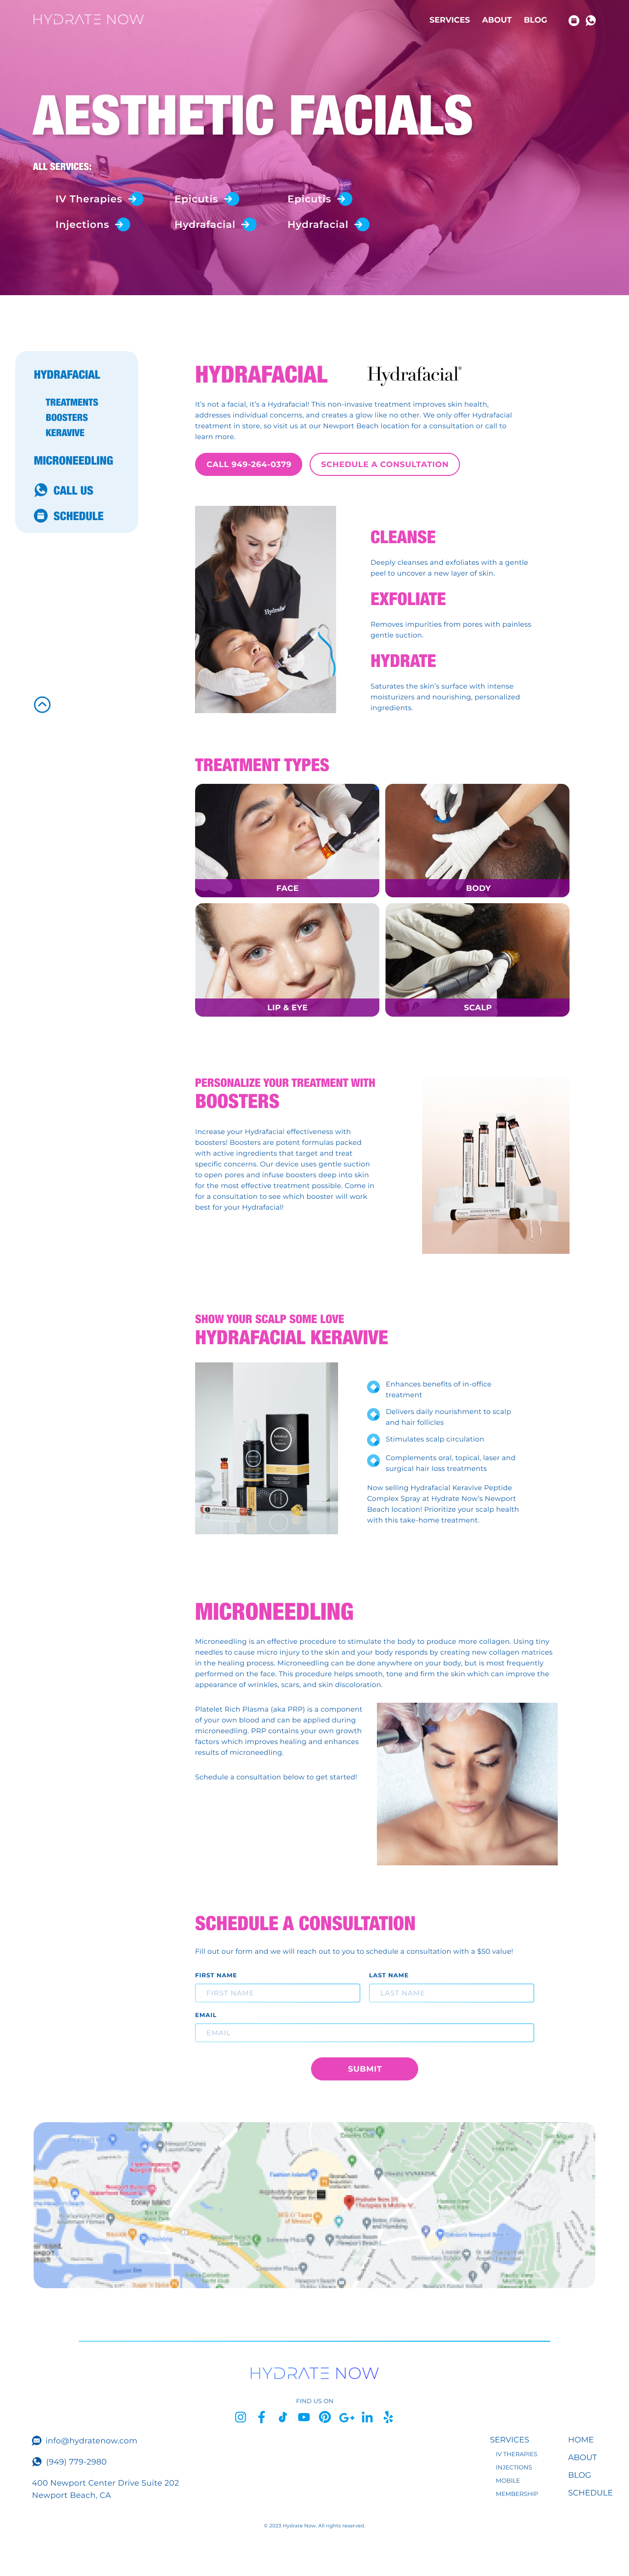 HYDRATE NOW
SERVICES ABOUT BLOG
AESTHETIC FACIALS
ALL SERVICES:
IV Therapies Epicutis Epicutis
Injections Hydrafacial Hydrafacial
HYDRAFACIAL
TREATMENTS
BOOSTERS
KERAVIVE
MICRONEEDLING
CALL US
SCHEDULE
HYDRAFACIAL
Hydrafacial®
It's not a facial, it's a Hydrafacial! This non-invasive treatment improves skin health,
addresses individual concerns, and creates a glow like no other. We only offer Hydrafacial
treatment in store, so visit us at our Newport Beach location for a consultation or call to
learn more.
CALL 949-264-0379 SCHEDULE A CONSULTATION
CLEANSE
Deeply cleanses and exfoliates with a gentle
peel to uncover a new layer of skin.
EXFOLIATE
Removes impurities from pores with painless
gentle suction.
HYDRATE
Saturates the skin's surface with intense
moisturizers and nourishing, personalized
ingredients.
TREATMENT TYPES
FACE BODY
LIP & EYE SCALP
PERSONALIZE YOUR TREATMENT WITH
BOOSTERS
Increase your Hydrafacial effectiveness with
boosters! Boosters are potent formulas packed
with active ingredients that target and treat
specific concerns. Our device uses gentle suction
to open pores and infuse boosters deep into skin
for the most effective treatment possible. Come in
for a consultation to see which booster will work
best for your Hydrafacial!
SHOW YOUR SCALP SOME LOVE
HYDRAFACIAL KERAVIVE
Enhances benefits of in-office
treatment
Delivers daily nourishment to scalp
and hair follicles
Stimulates scalp circulation
Complements oral, topical, laser and
surgical hair loss treatments
Now selling Hydrafacial Keravive Peptide
Complex Spray at Hydrate Now's Newport
Beach location! Prioritize your scalp health
with this take-home treatment.
MICRONEEDLING
Microneedling is an effective procedure to stimulate the body to produce more collagen. Using tiny
needles to cause micro injury to the skin and your body responds by creating new collagen matrices
in the healing process. Microneedling can be done anywhere on your body, but is most frequently
performed on the face. This procedure helps smooth, tone and firm the skin which can improve the
appearance of wrinkles, scars, and skin discoloration.
Platelet Rich Plasma (aka PRP) is a component
of your own blood and can be applied during
microneedling. PRP contains your own growth
factors which improves healing and enhances
results of microneedling.
Schedule a consultation below to get started!
SCHEDULE A CONSULTATION
Fill out our form and we will reach out to you to schedule a consultation with a $50 value!
FIRST NAME LAST NAME
FIRST NAME LAST NAME
EMAIL
EMAIL
SUBMIT
Fashion Island
Hydrate Now |IV
HYDRATE NOW
FIND US ON
info@hydratenow.com
(949) 779-2980
400 Newport Center Drive Suite 202
Newport Beach, CA
SERVICES
IV THERAPIES
INJECTIONS
MOBILE
MEMBERSHIP
HOME
ABOUT
BLOG
SCHEDULE
© 2023 Hydrate Now. All rights reserved.